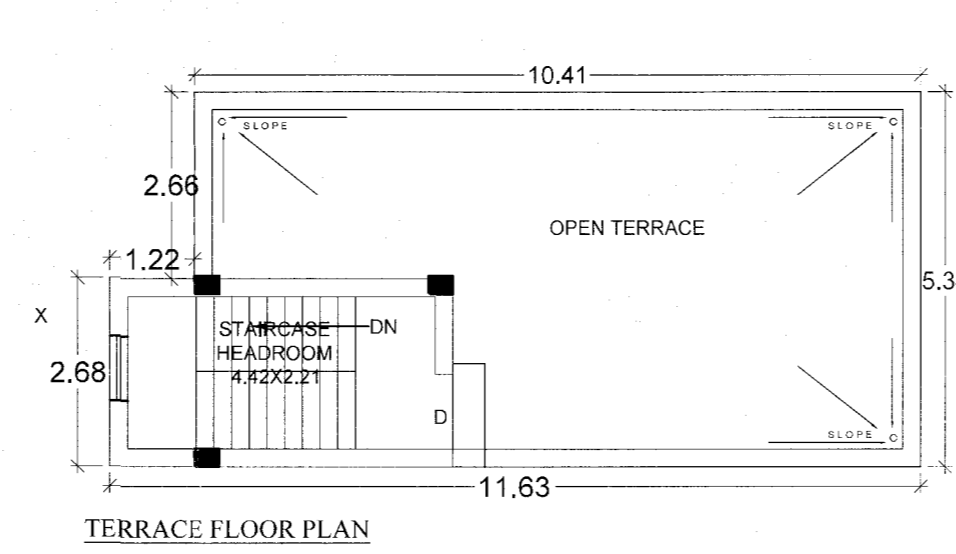 10.41
C SLOPE
SLOPE C
2.66
OPEN TERRACE
1.22
5.3
X
STAIRCASE
HEADROOM
4.42X2.21
DN
2.68
D
SLOPE C
11.63
TERRACE FLOOR PLAN